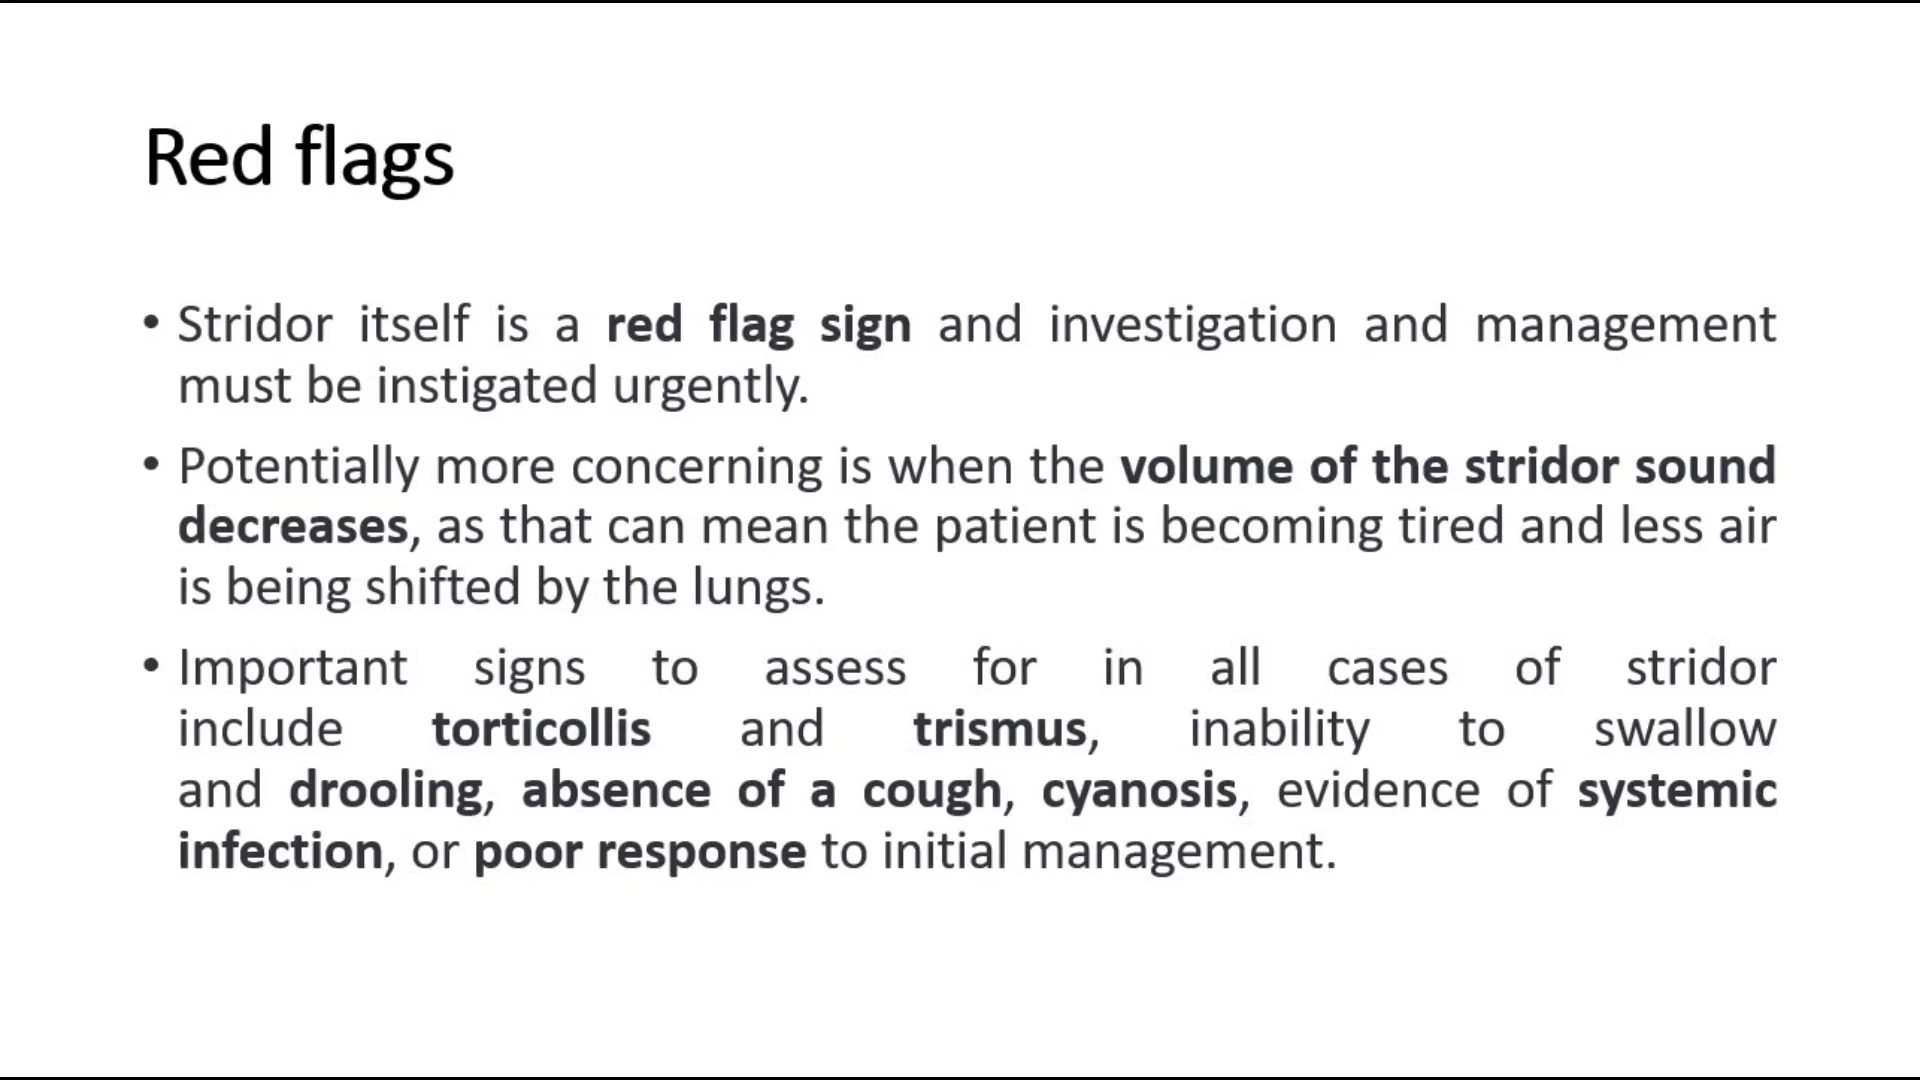 Red flags
• Stridor itself is a red flag sign and investigation and management
must be instigated urgently.
• Potentially more concerning is when the volume of the stridor sound
decreases, as that can mean the patient is becoming tired and less air
is being shifted by the lungs.
• Important signs to assess for in all cases of stridor
include torticollis and trismus, inability to swallow
and drooling, absence of a cough, cyanosis, evidence of systemic
infection, or poor response to initial management.